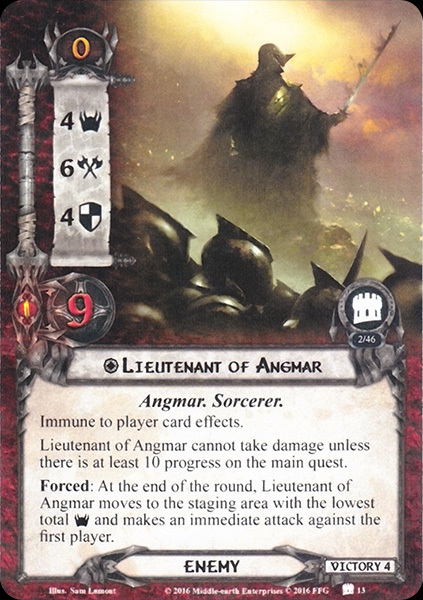 0
4
6
4
9
2/46
LIEUTENANT OF ANGMAR
Angmar. Sorcerer.
Immune to player card effects.
Lieutenant of Angmar cannot take damage unless
there is at least 10 progress on the main quest.
Forced: At the end of the round, Lieutenant of
Angmar moves to the staging area with the lowest
total and makes an immediate attack against the
first player.
ENEMY
VICTORY 4
Illus. Sam Lamont
© 2016 Middle-earth Enterprises © 2016 FFG
13